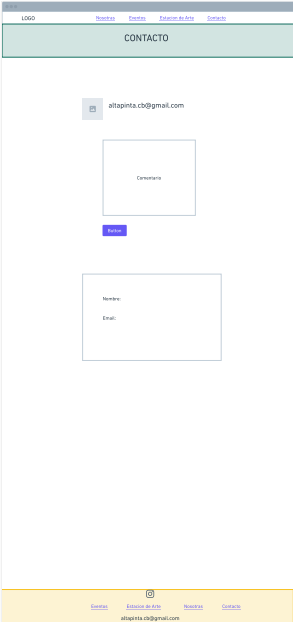 LOGO Nosotros Eventos Estacion de Arte Contacto
CONTACTO
altapinta.cb@gmail.com
Comentario
Enviar
Nombre:
Email:
Eventos Estacion de Arte Nosotros Contacto
altapinta.cb@gmail.com